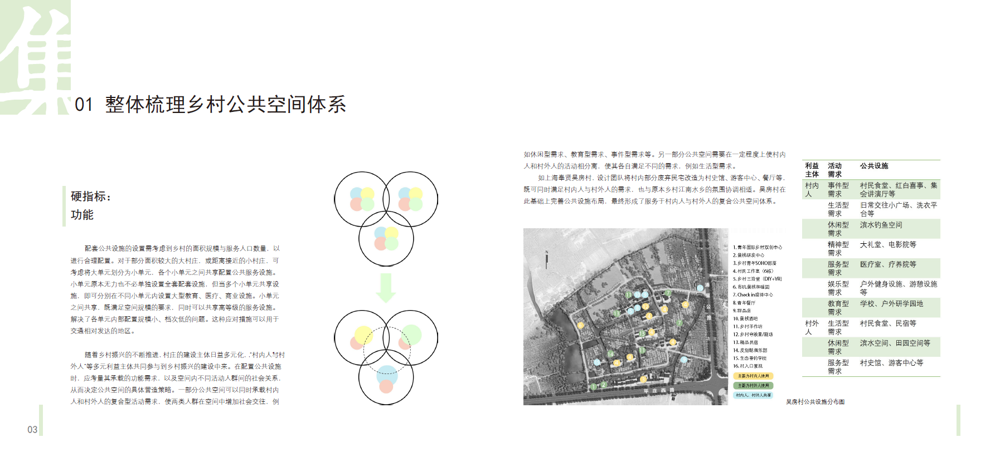 集
01 整体梳理乡村公共空间体系
硬指标：
功能
配套公共设施的设置需考虑到乡村的面积规模与服务人口数量，以
进行合理配置。对于部分面积较大的大村庄，或距离接近的小村庄，可
考虑将大单元划分为小单元，各个小单元之间共享配置公共服务设施。
小单元原本无力也不必单独设置全套配套设施，但当多个小单元共享设
施，即可分别在不同小单元内设置大型教育、医疗、商业设施。小单元
之间共享，既满足空间规模的要求，同时可以共享高等级的服务设施。
解决了各单元内部配置规模小、档次低的问题。这种应对措施可以用于
交通相对发达的地区。
随着乡村振兴的不断推进，村庄的建设主体日益多元化，“村内人与村
外人”等多元利益主体共同参与到乡村振兴的建设中来。在配置公共设施
时，应考量其承载的功能需求，以及空间内不同活动人群间的社会关系，
从而决定公共空间的具体营造策略。一部分公共空间可以同时承载村内
人和村外人的复合型活动需求，使两类人群在空间中增加社会交往，例
03
如休闲型需求、教育型需求、事件型需求等。另一部分公共空间需要在一定程度上使村内
人和村外人的活动相分离，使其各自满足不同的需求，例如生活型需求。
如上海奉贤吴房村，设计团队将村内部分废弃民宅改造为村史馆、游客中心、餐厅等，
既可同时满足村内人与村外人的需求，也与原本乡村江南水乡的氛围协调相适。吴房村在
此基础上完善公共设施布局，最终形成了服务于村内人与村外人的复合公共空间体系。
N
平庄西路
1. 青年国际乡村双创中心
2. 黄桃研发中心
3. 乡村青年SOHO部落
4. 村民工作室（6栋）
5. 乡村三治堂（DIY+VR）
6. 有机黄桃种植园
7. Check in接待中心
8. 青年餐厅
9. 甜品店
10. 黄桃酒吧
11. 乡村手作坊
12. 乡村守映里/剧场
13. 精品民宿
14. 皮划艇俱乐部
15. 生态垂钓学校
16. 村入口景观
主要为村内人使用
主要为村外人使用
村内人、村外人共享
吴房村公共设施分布图
利益主体 活动需求 公共设施
村内人 事件型需求 村民食堂、红白喜事、集会讲演厅等
生活型需求 日常交往小广场、洗衣平台等
休闲型需求 滨水钓鱼空间
精神型需求 大礼堂、电影院等
服务型需求 医疗室、疗养院等
娱乐型需求 户外健身设施、游憩设施等
教育型需求 学校、户外研学园地
村外人 生活型需求 村民食堂、民宿等
休闲型需求 滨水空间、田园空间等
服务型需求 村史馆、游客中心等